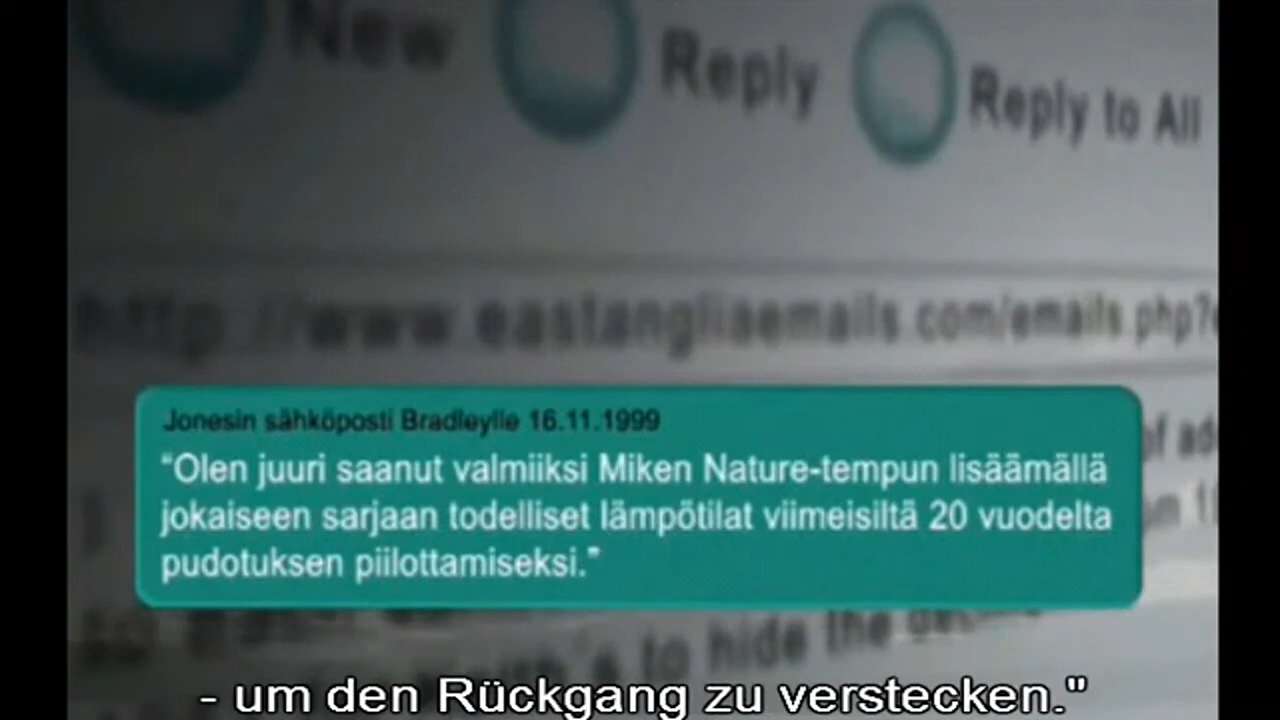 New Reply Reply to All
http://www.eastangliaemails.com/emails.php?e
Jonesin sähköposti Bradleylle 16.11.1999
“Olen juuri saanut valmiiksi Miken Nature-tempun lisäämällä
jokaiseen sarjaan todelliset lämpötilat viimeisiltä 20 vuodelta
pudotuksen piilottamiseksi.”
to hide the
- um den Rückgang zu verstecken."